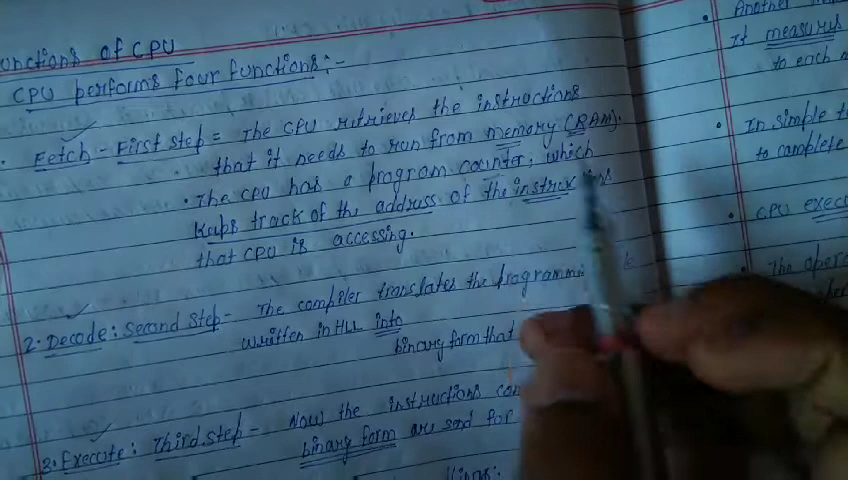 unctions of CPU
CPU performs four functions:-
Fetch - First step = The CPU retrieves the instructions
that it needs to run from memory (RAM).
• The CPU has a program counter, which
keeps track of the address of the
that CPU is accessing.
2. Decode: Second step - The compiler translates the
written in HLL into
binary form that
3. Execute: Third step - Now the instructions
binary form are send for
• Another
It measures
to each
• In simple
to complete
• CPU
• The